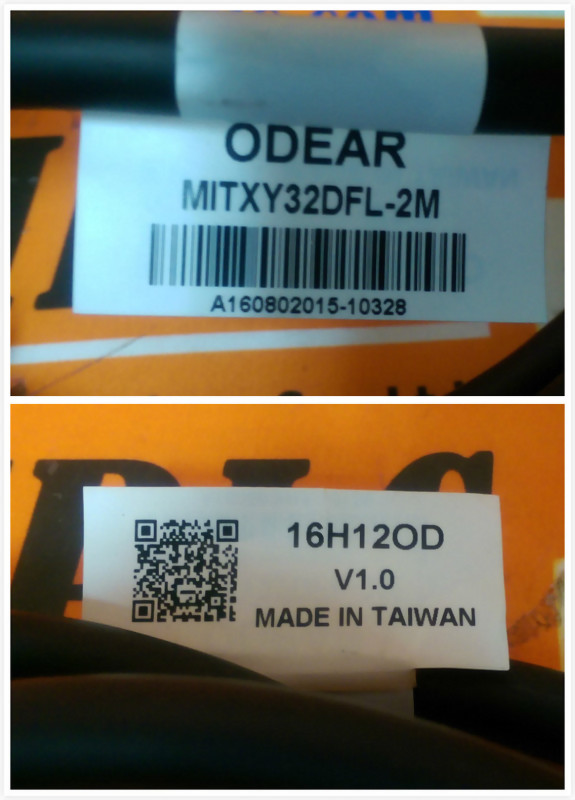 ODEAR
MITXY32DFL-2M
A160802015-10328
16H12OD
V1.0
MADE IN TAIWAN